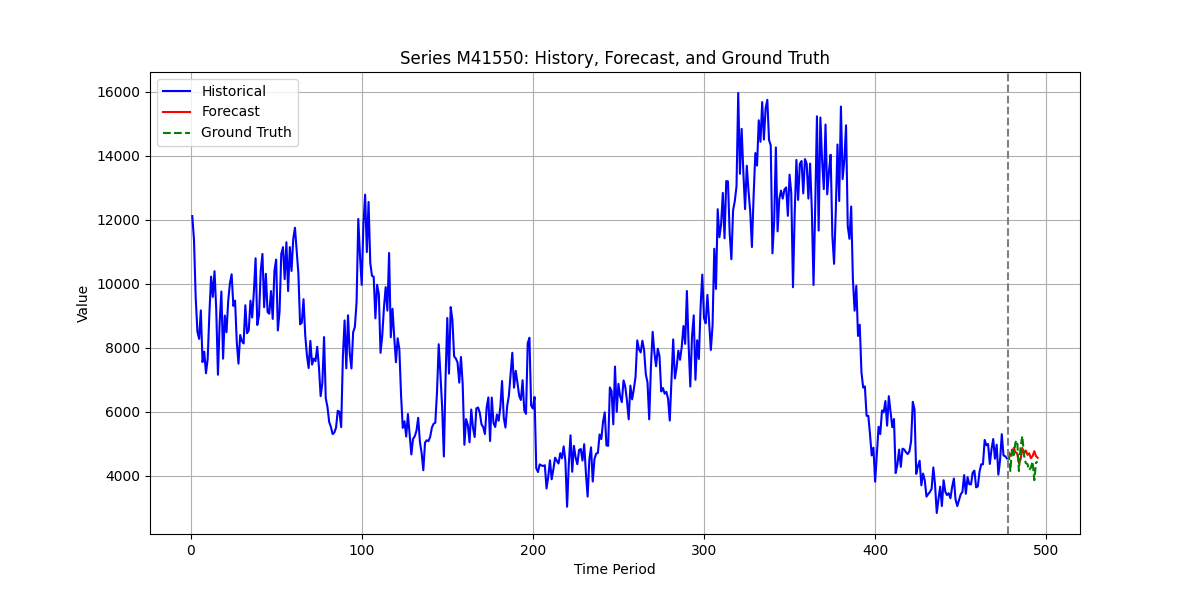 Series M41550: History, Forecast, and Ground Truth
Historical
Forecast
Ground Truth
16000
14000
12000
10000
8000
6000
4000
Value
0
100
200
300
400
500
Time Period